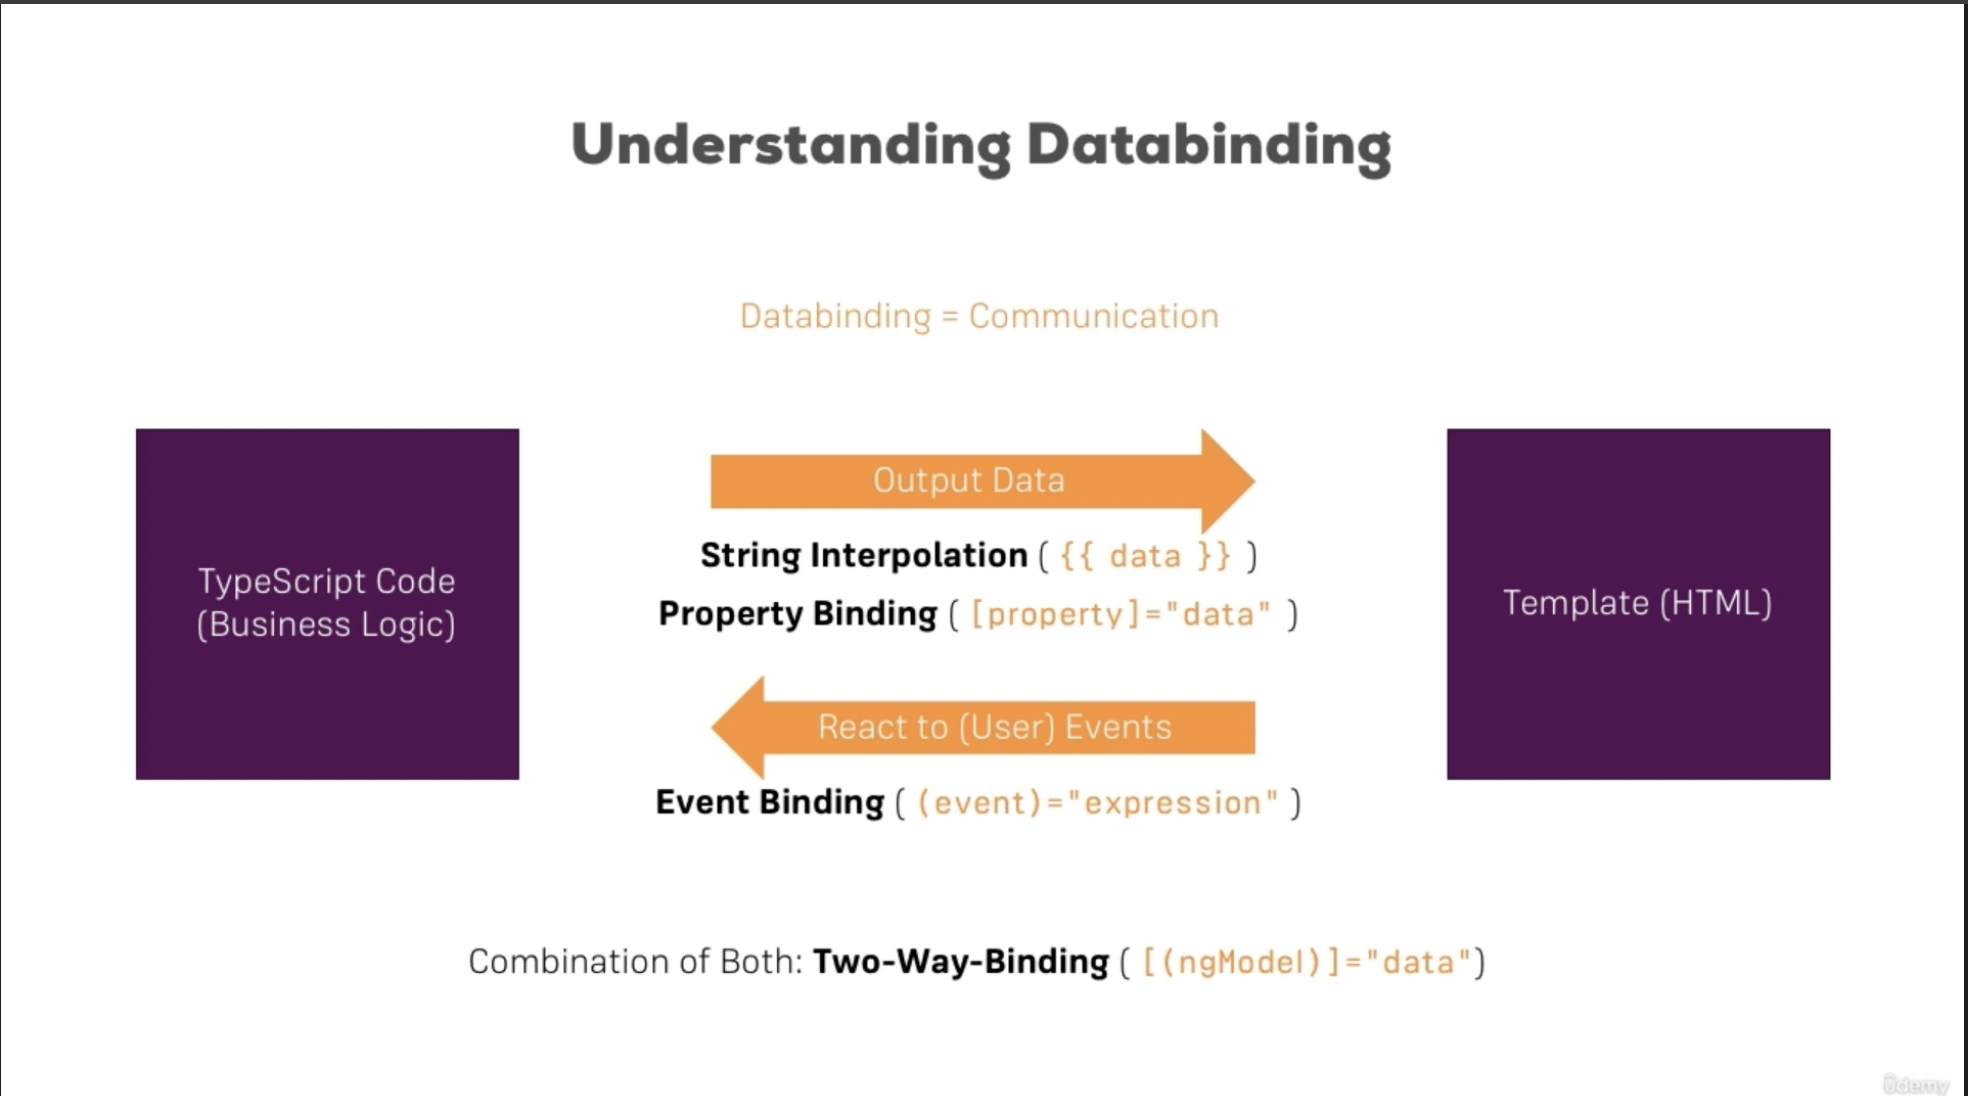 Understanding Databinding
Databinding = Communication
TypeScript Code
(Business Logic)
Output Data
String Interpolation ( {{ data }} )
Property Binding ( [property]="data" )
React to (User) Events
Event Binding ( (event)="expression" )
Template (HTML)
Combination of Both: Two-Way-Binding ( [(ngModel)]="data")
ûdemy